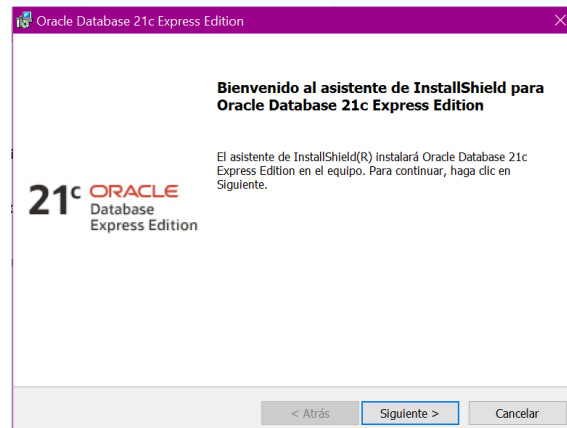 Oracle Database 21c Express Edition
Bienvenido al asistente de InstallShield para
Oracle Database 21c Express Edition
El asistente de InstallShield(R) instalará Oracle Database 21c
Express Edition en el equipo. Para continuar, haga clic en
Siguiente.
21c ORACLE
Database
Express Edition
< Atrás
Siguiente >
Cancelar